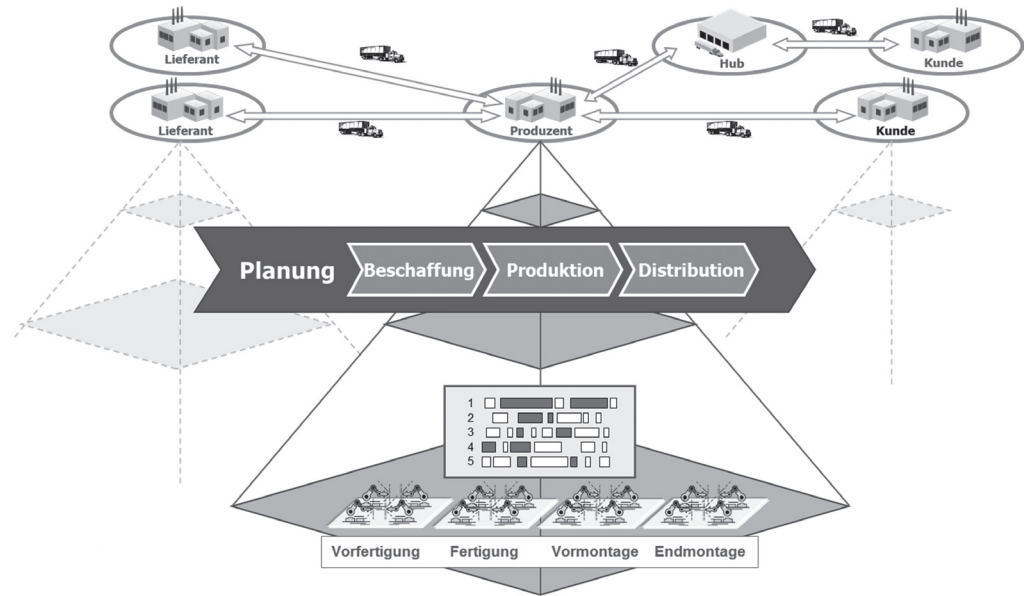 Lieferant
Hub
Kunde
Lieferant
Produzent
Kunde
Planung
Beschaffung
Produktion
Distribution
1
2
3
4
5
Vorfertigung
Fertigung
Vormontage
Endmontage